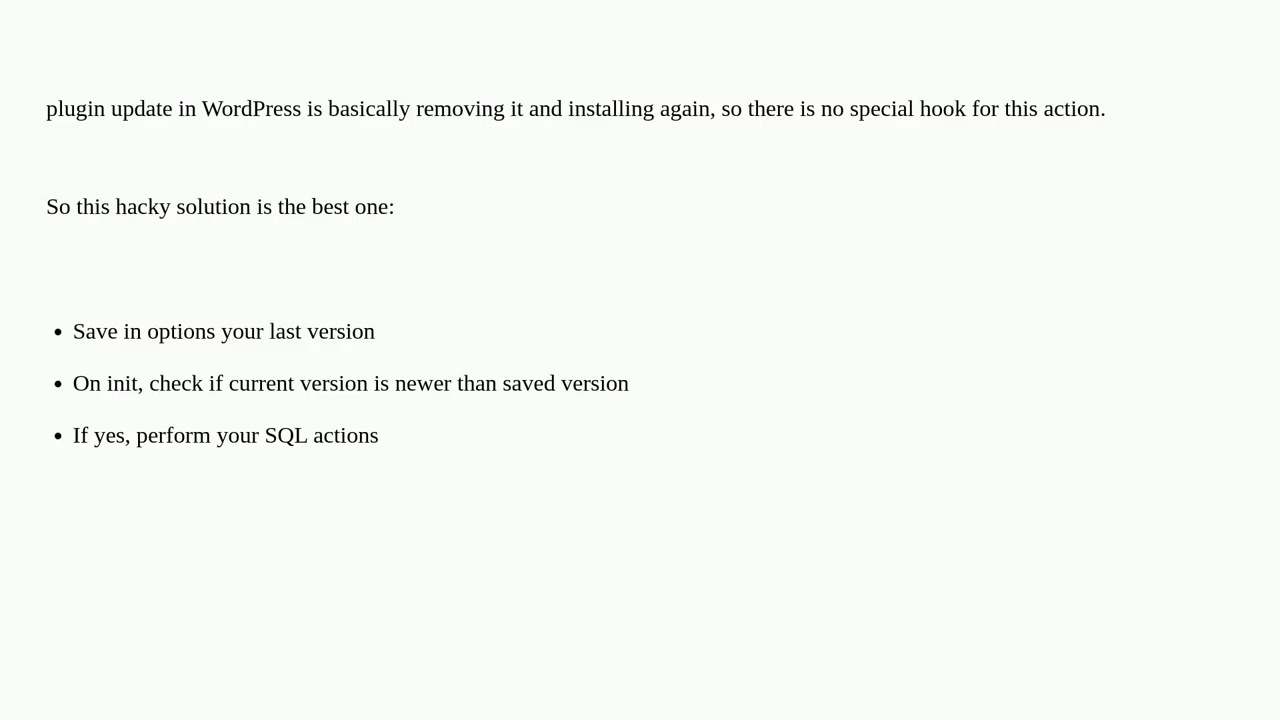 plugin update in WordPress is basically removing it and installing again, so there is no special hook for this action.
So this hacky solution is the best one:
• Save in options your last version
• On init, check if current version is newer than saved version
• If yes, perform your SQL actions